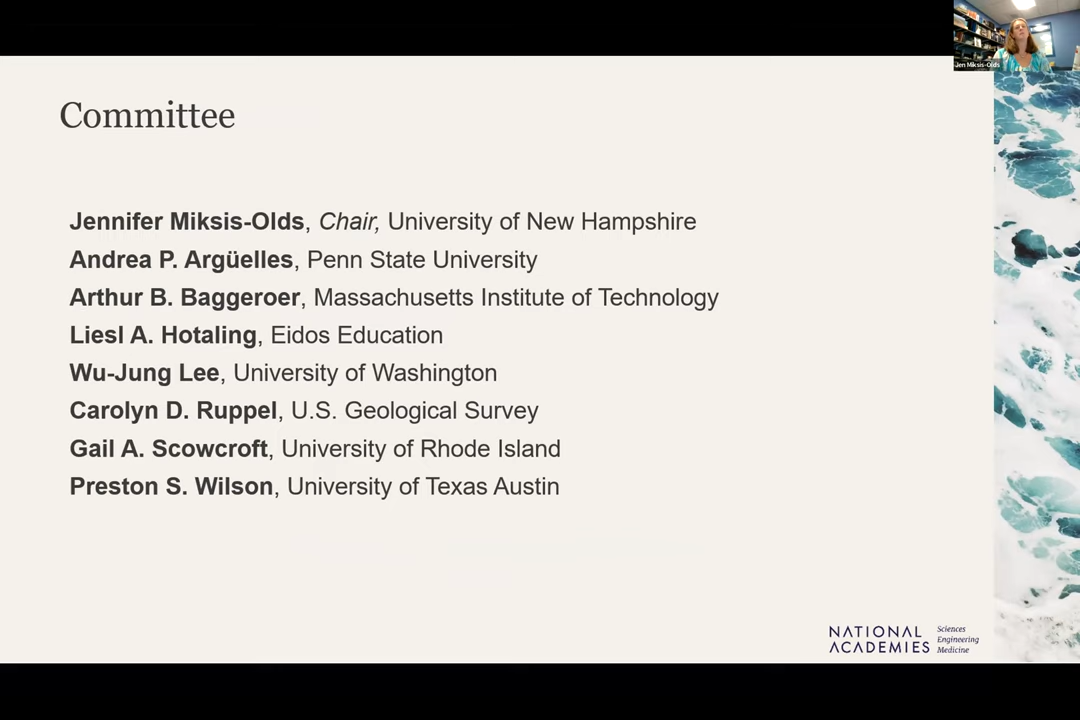 Jen Miksis-Olds
Committee
Jennifer Miksis-Olds, Chair, University of New Hampshire
Andrea P. Argüelles, Penn State University
Arthur B. Baggeroer, Massachusetts Institute of Technology
Liesl A. Hotaling, Eidos Education
Wu-Jung Lee, University of Washington
Carolyn D. Ruppel, U.S. Geological Survey
Gail A. Scowcroft, University of Rhode Island
Preston S. Wilson, University of Texas Austin
NATIONAL
ACADEMIES
Sciences
Engineering
Medicine